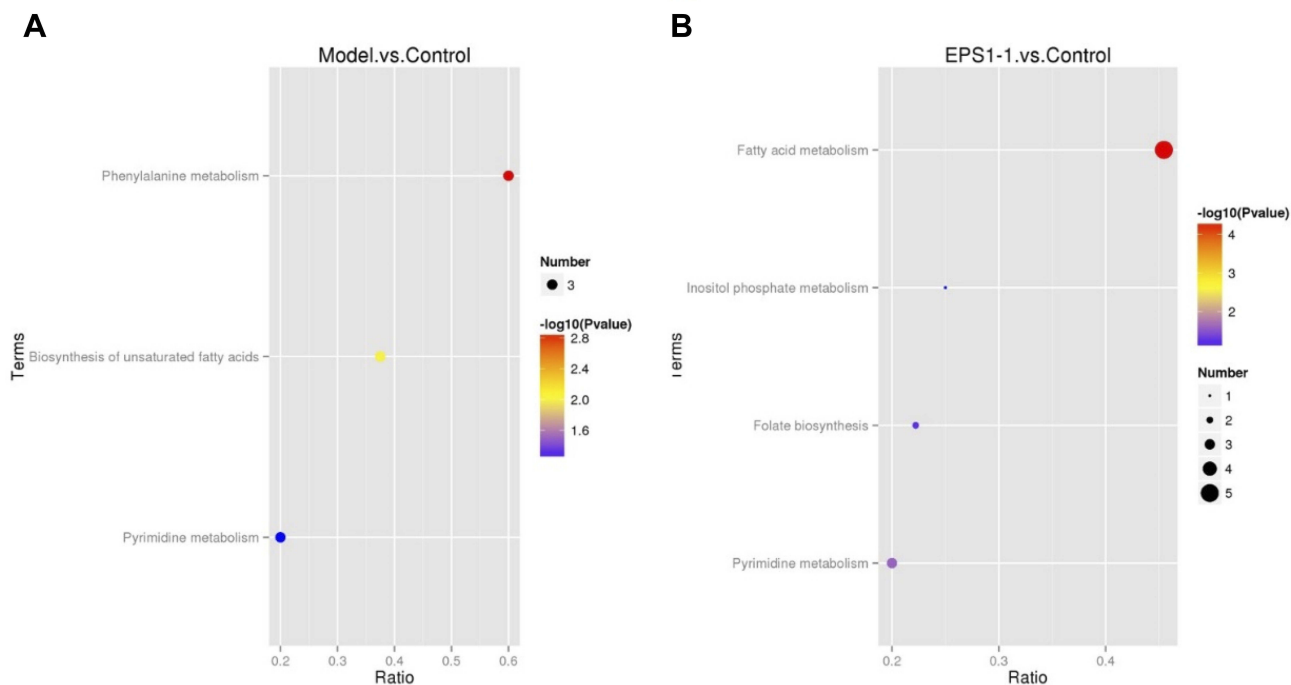 A
Model.vs.Control
Phenylalanine metabolism
Biosynthesis of unsaturated fatty acids
Pyrimidine metabolism
Terms
0.2 0.3 0.4 0.5 0.6
Ratio
Number
3
-log10(Pvalue)
2.8
2.4
2.0
1.6
B
EPS1-1.vs.Control
Fatty acid metabolism
Inositol phosphate metabolism
Folate biosynthesis
Pyrimidine metabolism
Terms
0.2 0.3 0.4
Ratio
-log10(Pvalue)
4
3
2
Number
1
2
3
4
5